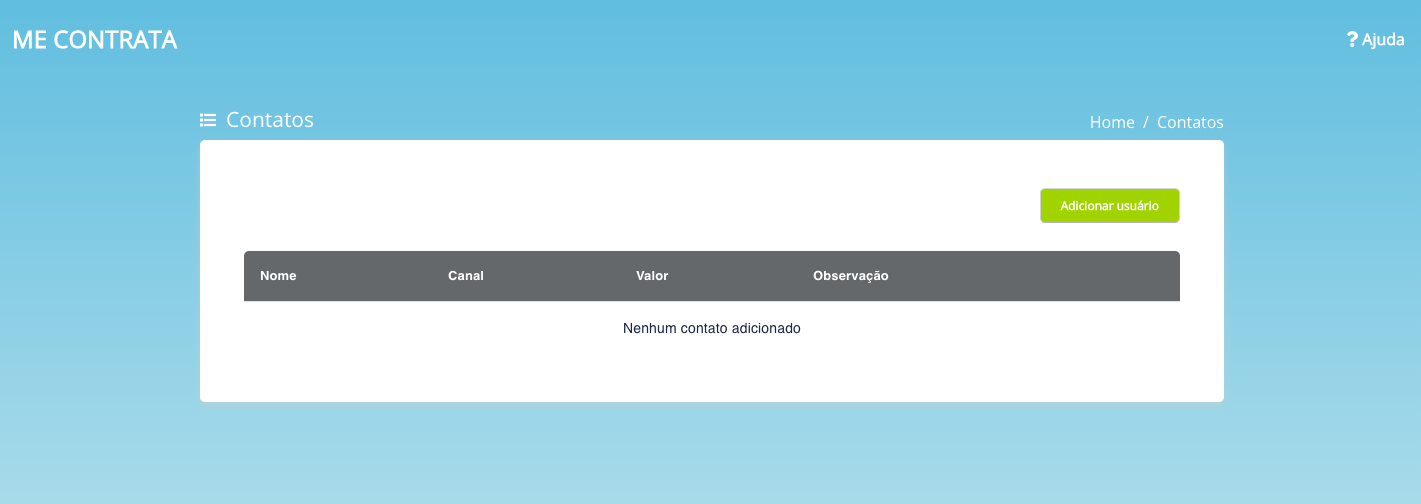 ME CONTRATA
? Ajuda
Contatos
Home / Contatos
Adicionar usuário
Nome Canal Valor Observação
Nenhum contato adicionado